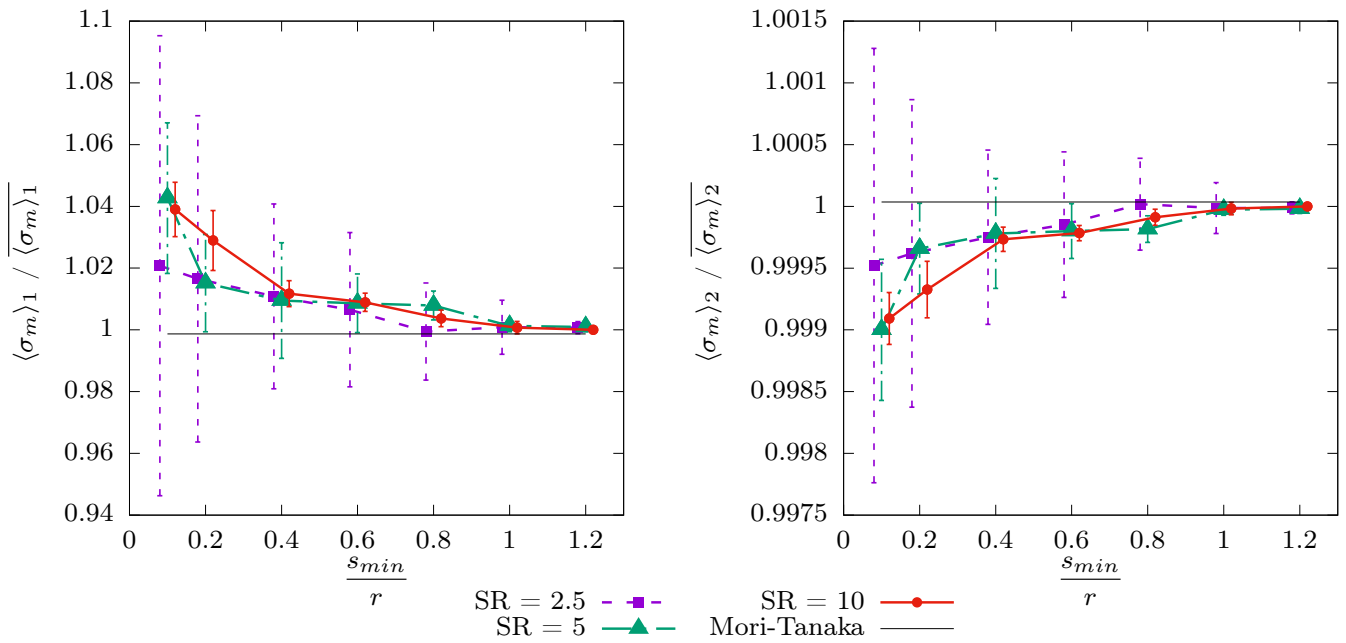 ⟨σm⟩1 / ⟨σm⟩1
1.1
1.08
1.06
1.04
1.02
1
0.98
0.96
0.94
0 0.2 0.4 0.6 0.8 1 1.2
smin
r
⟨σm⟩2 / ⟨σm⟩2
1.0015
1.001
1.0005
1
0.9995
0.999
0.9985
0.998
0.9975
0 0.2 0.4 0.6 0.8 1 1.2
smin
r
SR = 2.5
SR = 5
SR = 10
Mori-Tanaka